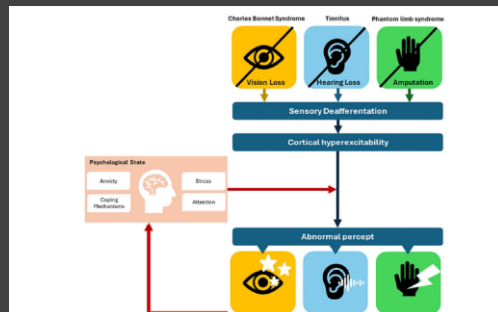 Charles Bonnet Syndrome
Tinnitus
Phantom limb syndrome
Vision Loss
Hearing Loss
Amputation
Sensory Deafferentation
Cortical hyperexcitability
Psychological State
Anxiety
Stress
Coping
Mechanisms
Attention
Abnormal percept